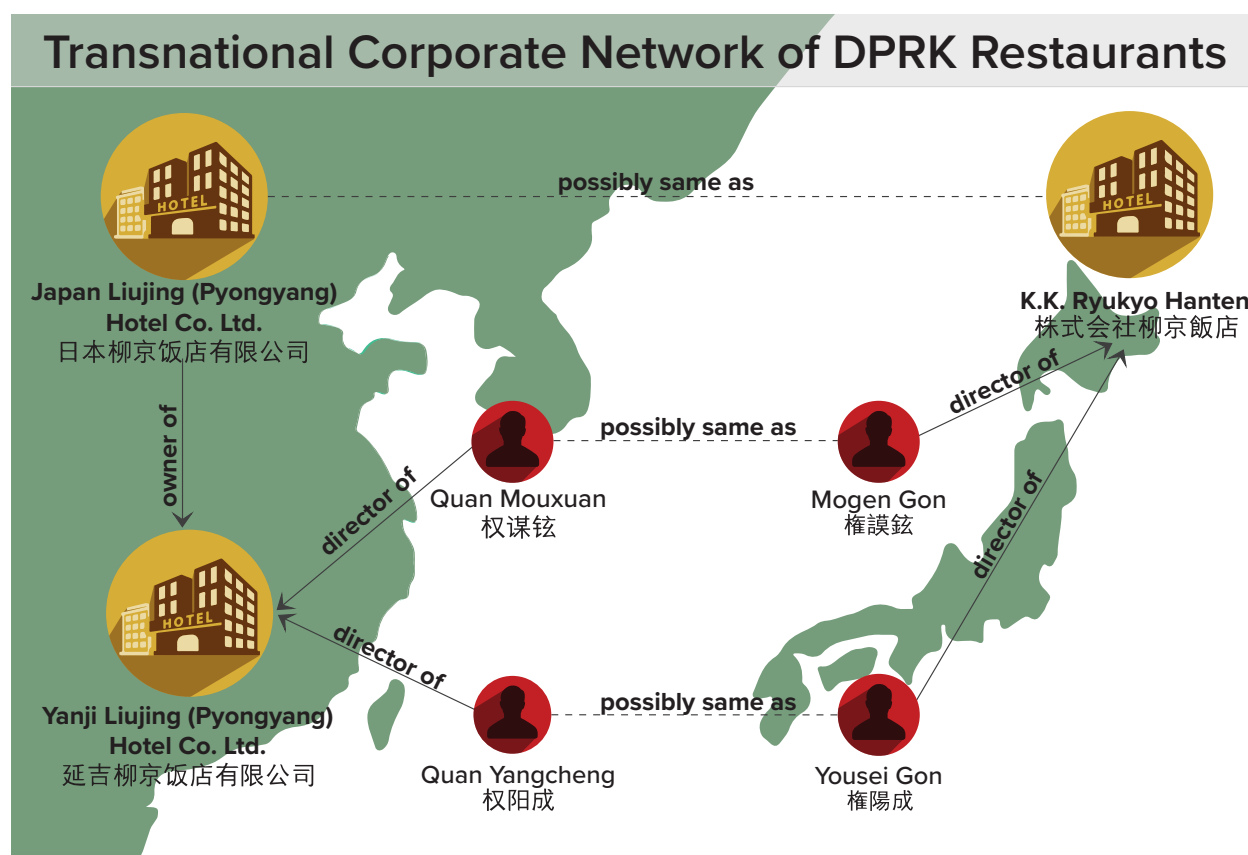 Transnational Corporate Network of DPRK Restaurants
HOTEL
HOTEL
possibly same as
Japan Liujing (Pyongyang)
Hotel Co. Ltd.
日本柳京饭店有限公司
K.K. Ryukyo Hanten
株式会社柳京飯店
owner of
director of
possibly same as
director of
Quan Mouxuan
权谋铉
Mogen Gon
権謨鉉
director of
HOTEL
director of
possibly same as
Yanji Liujing (Pyongyang)
Hotel Co. Ltd.
延吉柳京饭店有限公司
Quan Yangcheng
权阳成
Yousei Gon
権陽成